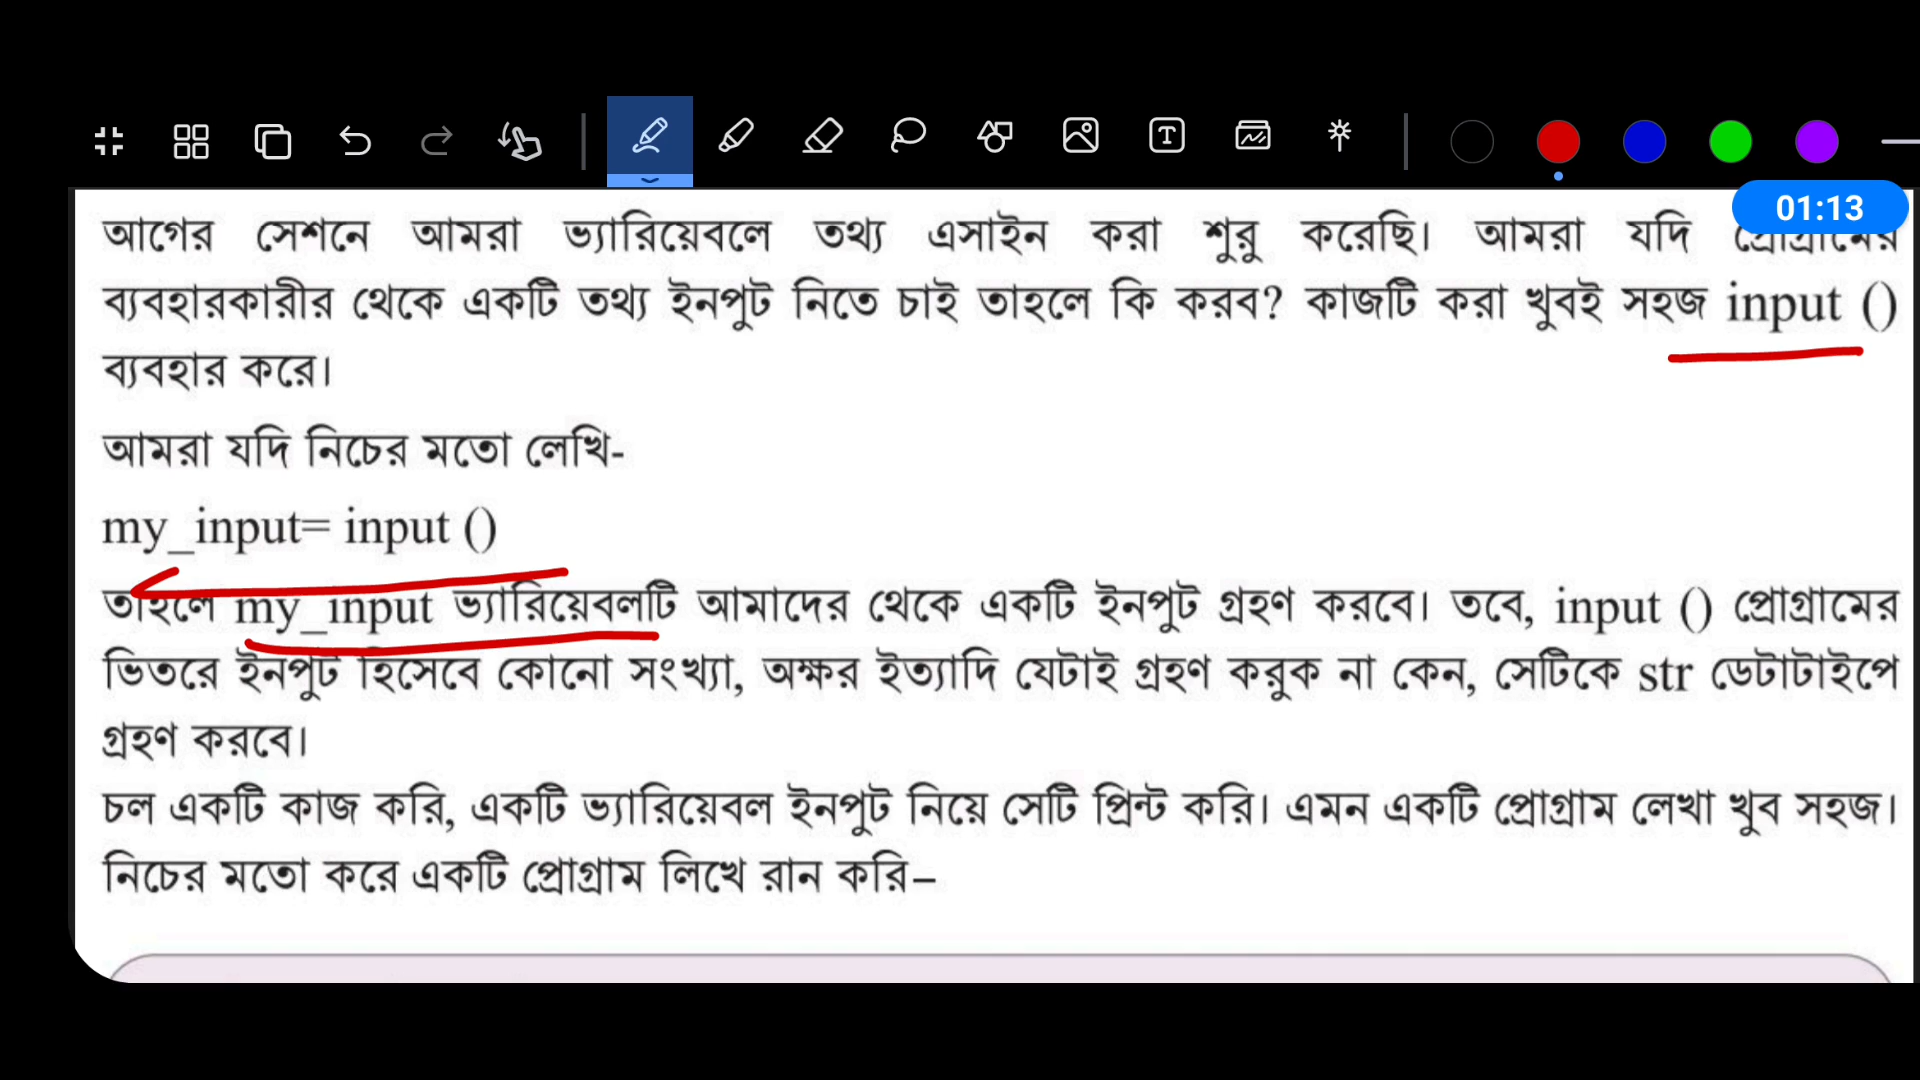 01:13
আগের সেশনে আমরা ভ্যারিয়েবলে তথ্য এসাইন করা শুরু করেছি। আমরা যদি প্রোগ্রামের
ব্যবহারকারীর থেকে একটি তথ্য ইনপুট নিতে চাই তাহলে কি করব? কাজটি করা খুবই সহজ input ()
ব্যবহার করে।
আমরা যদি নিচের মতো লেখি-
my_input= input ()
তাহলে my_input ভ্যারিয়েবলটি আমাদের থেকে একটি ইনপুট গ্রহণ করবে। তবে, input () প্রোগ্রামের
ভিতরে ইনপুট হিসেবে কোনো সংখ্যা, অক্ষর ইত্যাদি যেটাই গ্রহণ করুক না কেন, সেটিকে str ডেটাটাইপে
গ্রহণ করবে।
চল একটি কাজ করি, একটি ভ্যারিয়েবল ইনপুট নিয়ে সেটি প্রিন্ট করি। এমন একটি প্রোগ্রাম লেখা খুব সহজ।
নিচের মতো করে একটি প্রোগ্রাম লিখে রান করি–